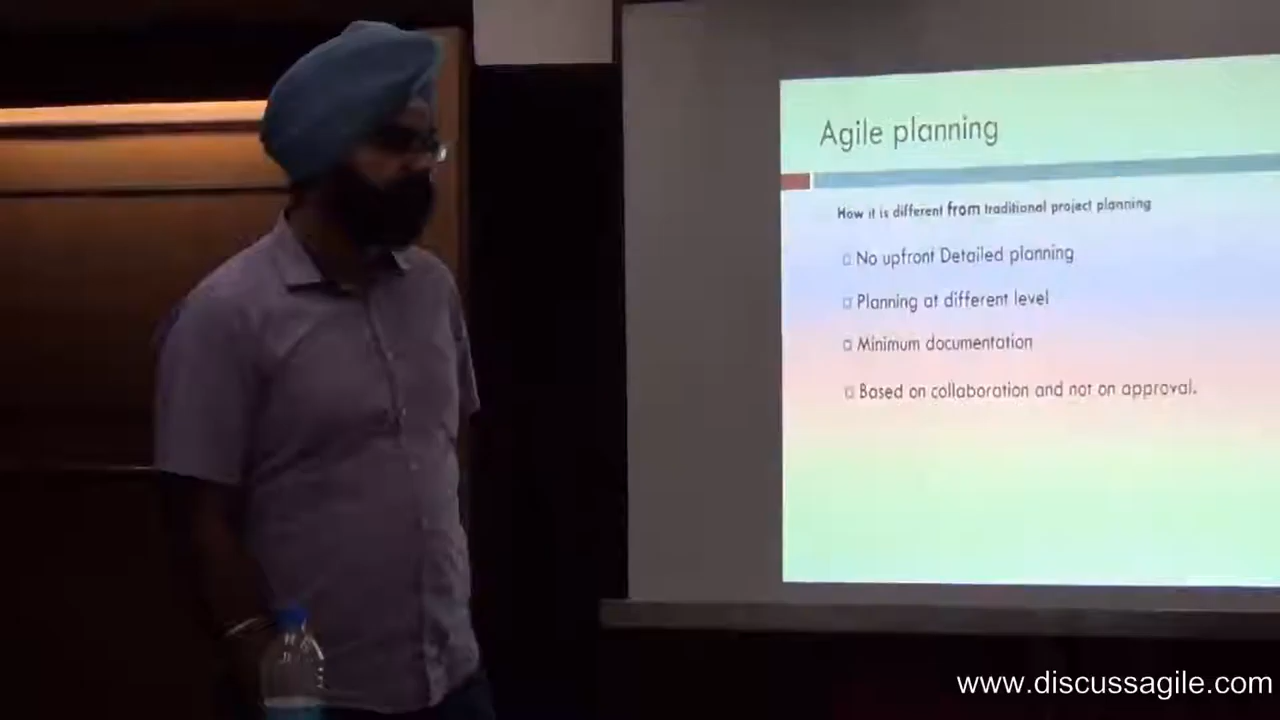 Agile planning
How it is different from traditional project planning
No upfront Detailed planning
Planning at different level
Minimum documentation
Based on collaboration and not on approval.
www.discussagile.com